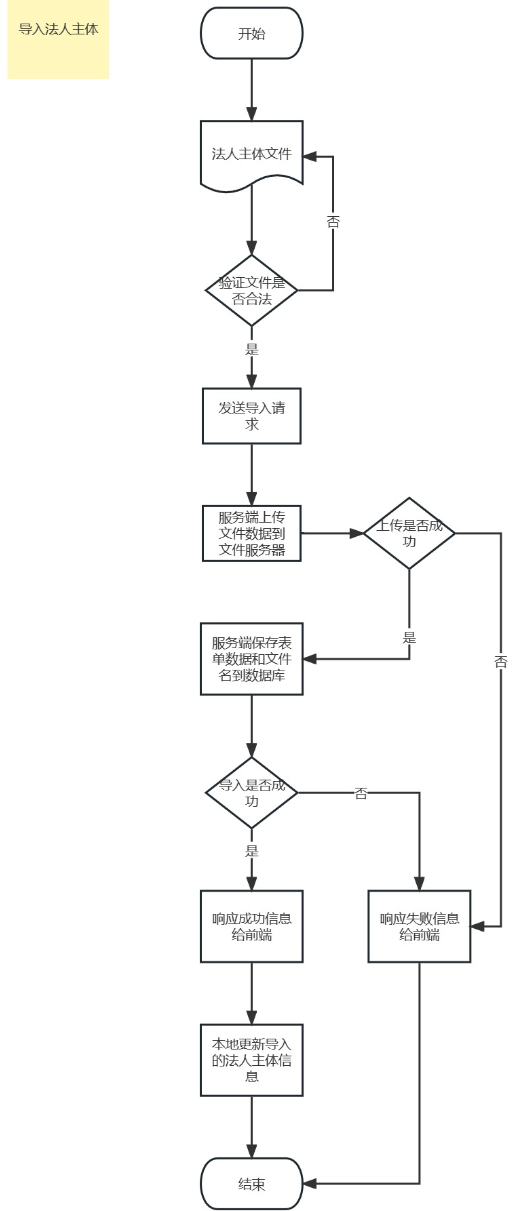 导入法人主体
开始
法人主体文件
否
验证文件是
否合法
是
发送导入请
求
服务端上传
文件数据到
文件服务器
上传是否成
功
是
否
服务端保存表
单数据和文件
名到数据库
导入是否成
功
否
是
响应成功信息
给前端
响应失败信息
给前端
本地更新导入
的法人主体信
息
结束